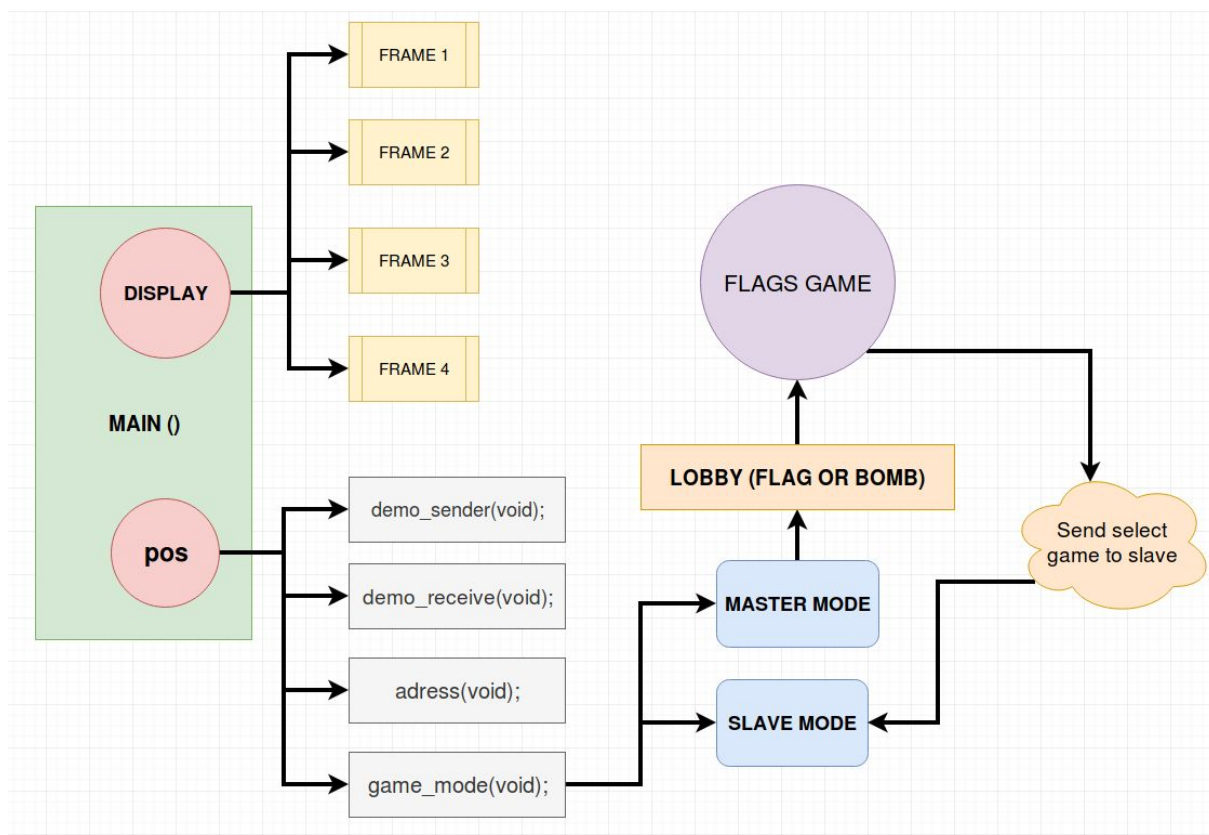 FRAME 1
FRAME 2
FRAME 3
FRAME 4
DISPLAY
MAIN ()
pos
demo_sender(void);
demo_receive(void);
adress(void);
game_mode(void);
FLAGS GAME
LOBBY (FLAG OR BOMB)
MASTER MODE
SLAVE MODE
Send select
game to slave